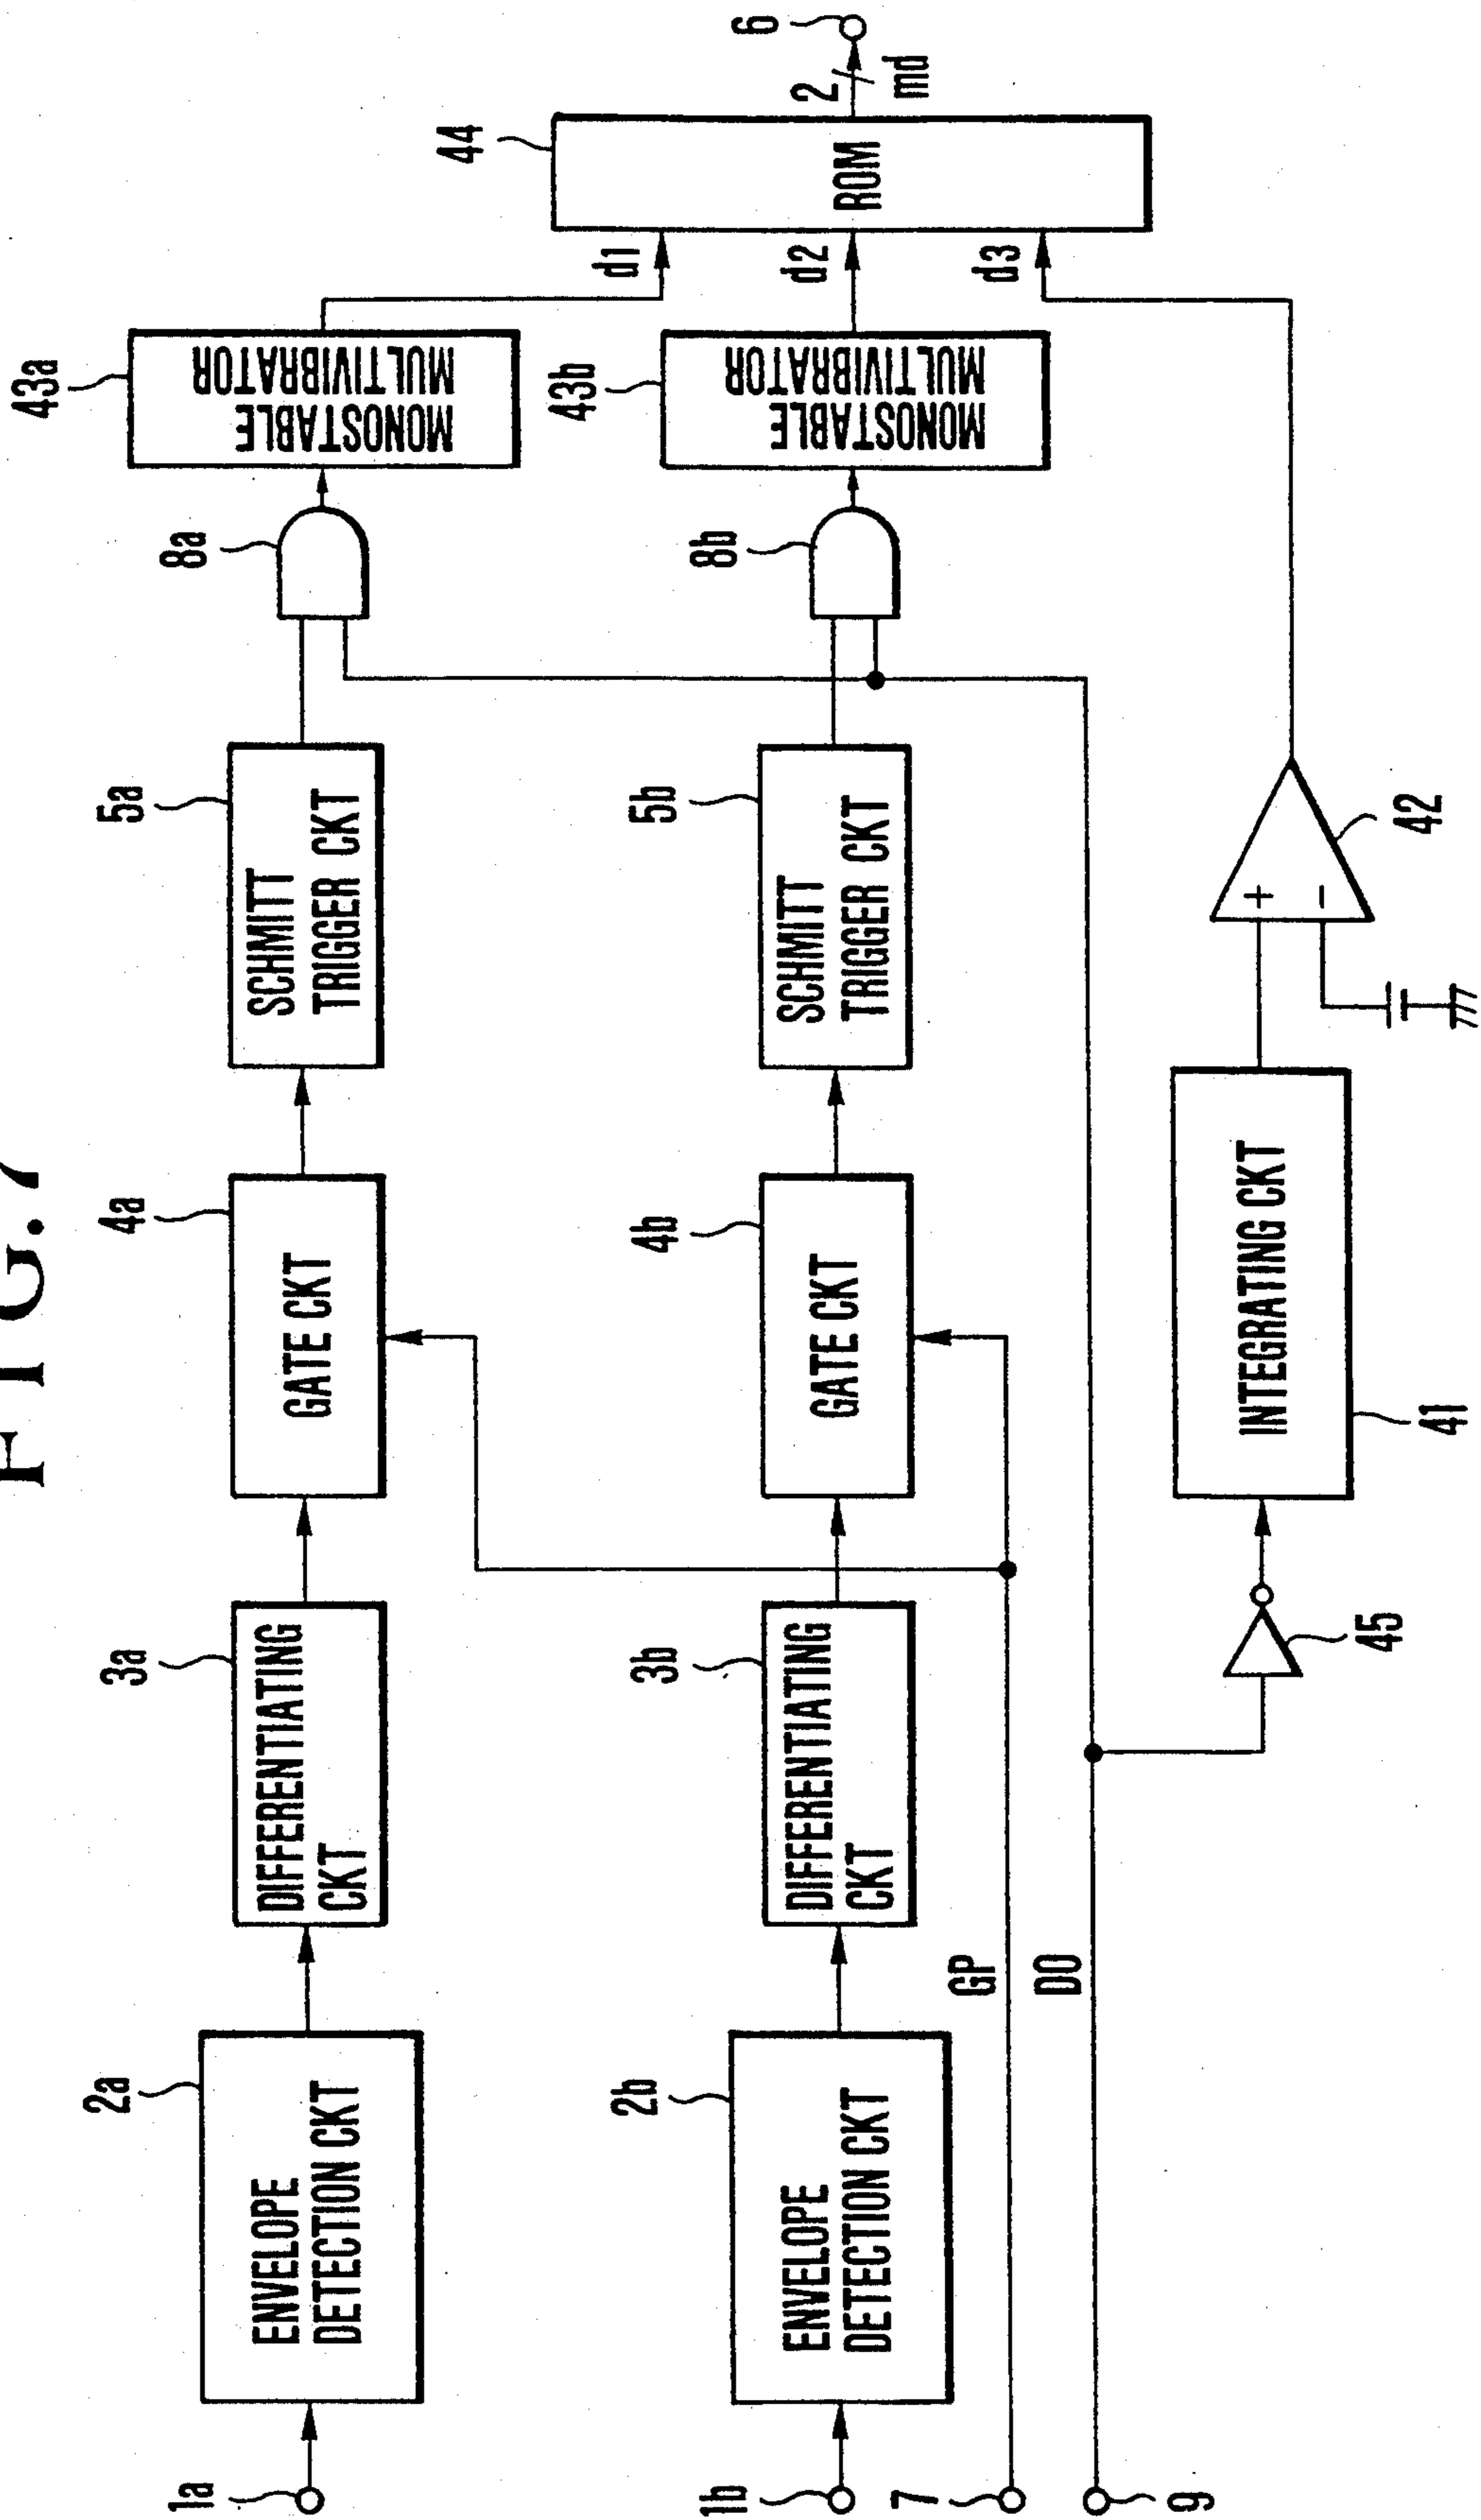 FIG. 7
1a
2a
ENVELOPE
DETECTION CKT
3a
DIFFERENTIATING
CKT
4a
GATE CKT
5a
SCHMITT
TRIGGER CKT
8a
43a
MONOSTABLE
MULTIVIBRATOR
d1
44
ROM
2
md
6
1b
2b
ENVELOPE
DETECTION CKT
3b
DIFFERENTIATING
CKT
4b
GATE CKT
5b
SCHMITT
TRIGGER CKT
8b
43b
MONOSTABLE
MULTIVIBRATOR
d2
7
GP
9
DO
45
41
INTEGRATING CKT
+
−
42
d3